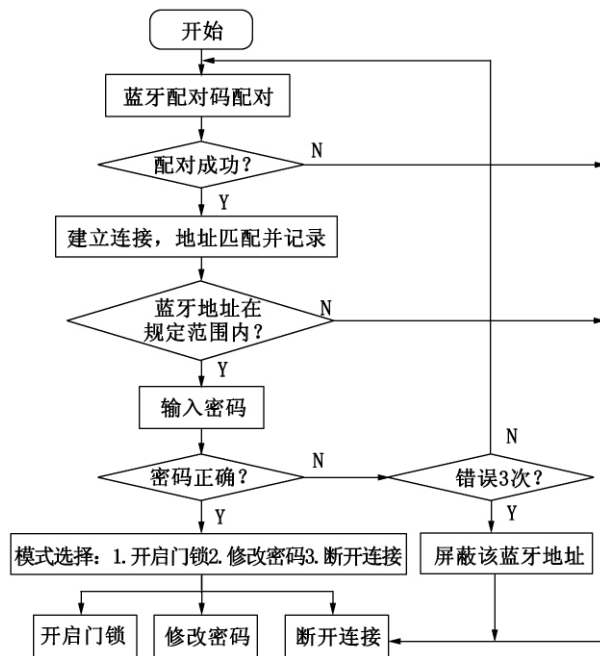 开始
蓝牙配对码配对
配对成功？
N
Y
建立连接，地址匹配并记录
蓝牙地址在
规定范围内？
N
Y
输入密码
密码正确？
N
Y
错误3次？
N
Y
模式选择：1.开启门锁2.修改密码3.断开连接
屏蔽该蓝牙地址
开启门锁
修改密码
断开连接